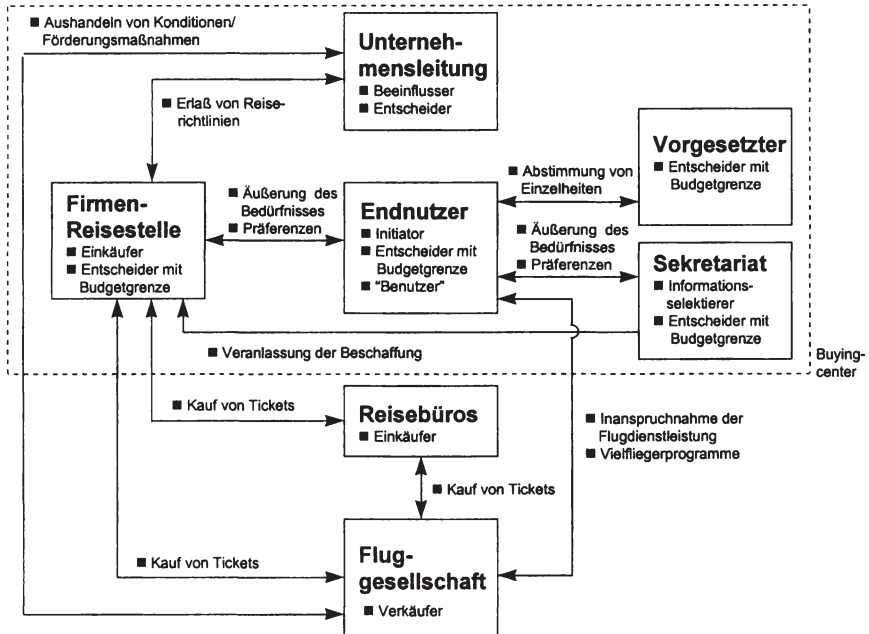 ■ Aushandeln von Konditionen/
Förderungsmaßnahmen
Unterneh-
mensleitung
■ Beeinflusser
■ Entscheider
■ Erlaß von Reise-
richtlinien
Vorgesetzter
■ Entscheider mit
Budgetgrenze
■ Abstimmung von
Einzelheiten
Firmen-
Reisestelle
■ Einkäufer
■ Entscheider mit
Budgetgrenze
■ Äußerung des
Bedürfnisses
■ Präferenzen
Endnutzer
■ Initiator
■ Entscheider mit
Budgetgrenze
■ "Benutzer"
■ Äußerung des
Bedürfnisses
■ Präferenzen
Sekretariat
■ Informations-
selektierer
■ Entscheider mit
Budgetgrenze
■ Veranlassung der Beschaffung
Buying-
center
■ Kauf von Tickets
Reisebüros
■ Einkäufer
■ Inanspruchnahme der
Flugdienstleistung
■ Vielfliegerprogramme
■ Kauf von Tickets
■ Kauf von Tickets
Flug-
gesellschaft
■ Verkäufer